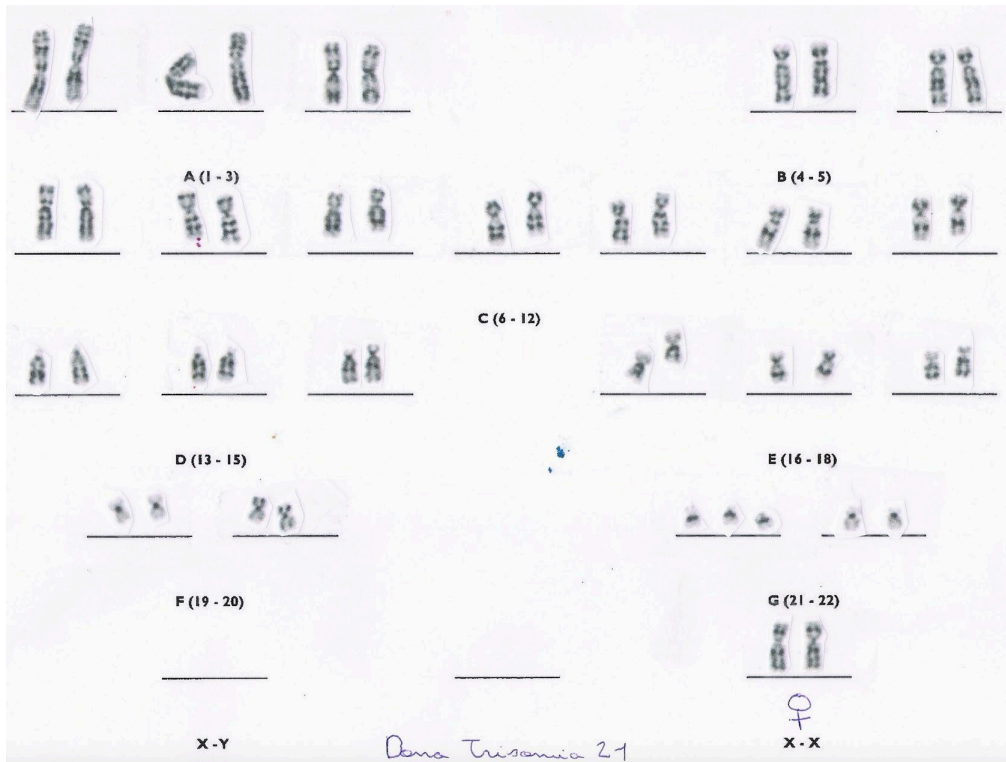 A (1 - 3)
B (4 - 5)
C (6 - 12)
D (13 - 15)
E (16 - 18)
F (19 - 20)
G (21 - 22)
♀
X - Y
Dona Trisomia 21
X - X